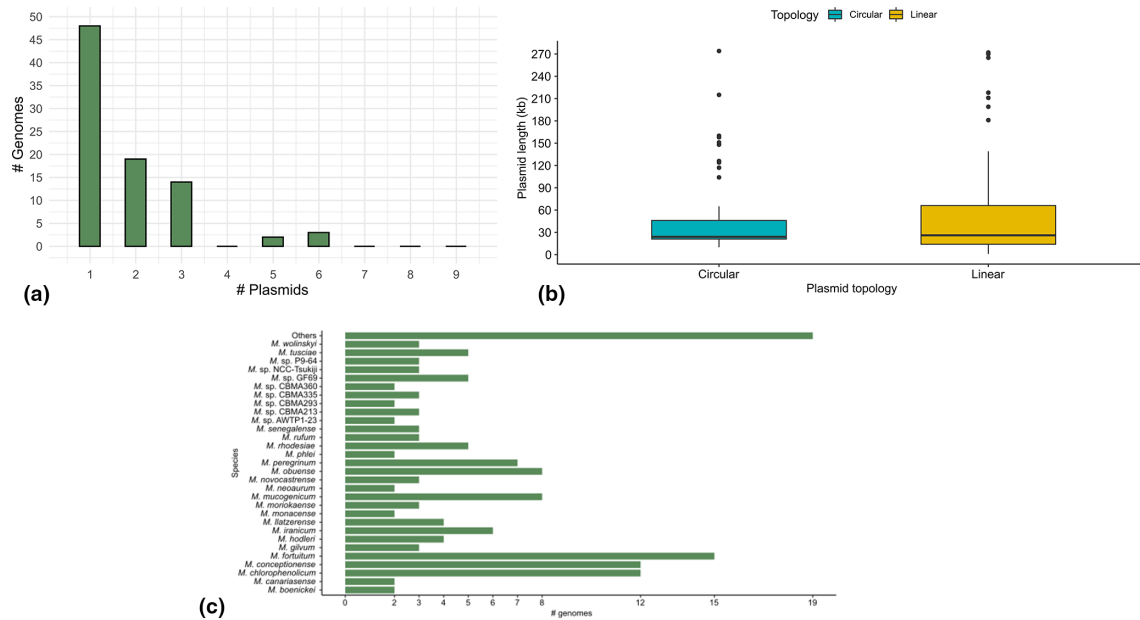 50
45
40
35
30
25
20
15
10
5
0
# Genomes
1 2 3 4 5 6 7 8 9
# Plasmids
(a)
Topology Circular Linear
270
240
210
180
150
120
90
60
30
0
Plasmid length (kb)
Circular Linear
Plasmid topology
(b)
Others
M. wolinskyi
M. tusciae
M. sp. P9-64
M. sp. NCC-Tsukiji
M. sp. GF69
M. sp. CBMA360
M. sp. CBMA335
M. sp. CBMA293
M. sp. CBMA213
M. sp. AWTP1-23
M. senegalense
M. rufum
M. rhodesiae
M. phlei
M. peregrinum
M. obuense
M. novocastrense
M. neoaurum
M. mucogenicum
M. moriokaense
M. monacense
M. llatzerense
M. iranicum
M. hodleri
M. gilvum
M. fortuitum
M. conceptionense
M. chlorophenolicum
M. canariasense
M. boenickei
Species
0 2 3 4 5 6 7 8 12 15 19
# genomes
(c)